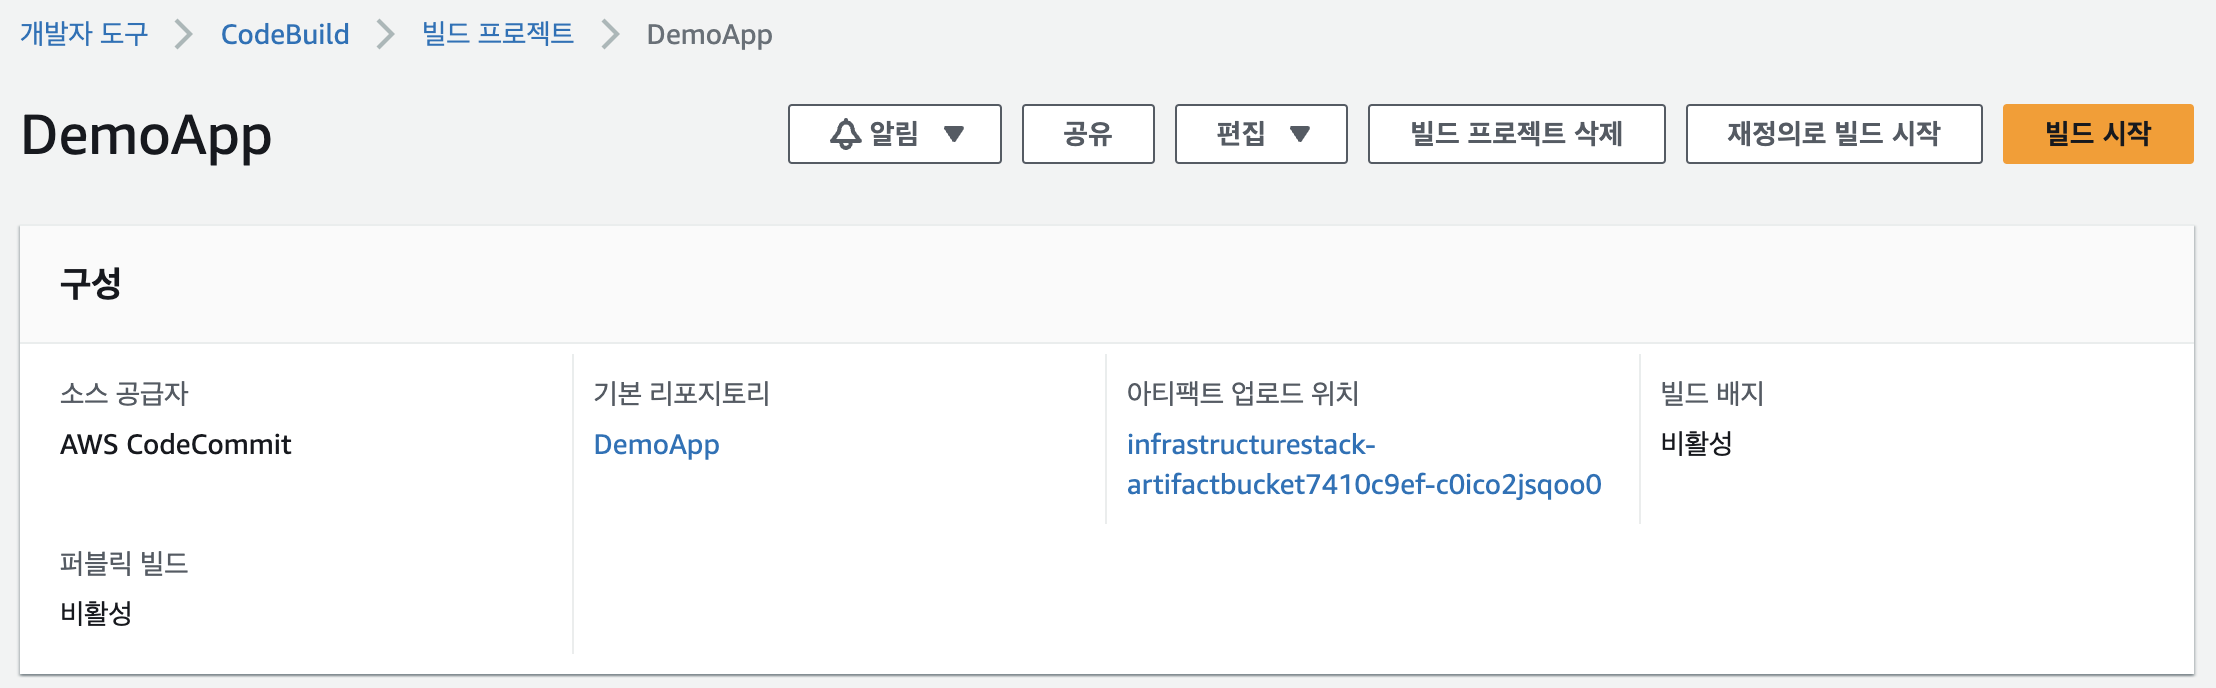 개발자 도구 > CodeBuild > 빌드 프로젝트 > DemoApp
DemoApp
알림 ▼
공유
편집 ▼
빌드 프로젝트 삭제
재정의로 빌드 시작
빌드 시작
구성
소스 공급자
AWS CodeCommit
기본 리포지토리
DemoApp
아티팩트 업로드 위치
infrastructurestack-
artifactbucket7410c9ef-c0ico2jsqoo0
빌드 배지
비활성
퍼블릭 빌드
비활성